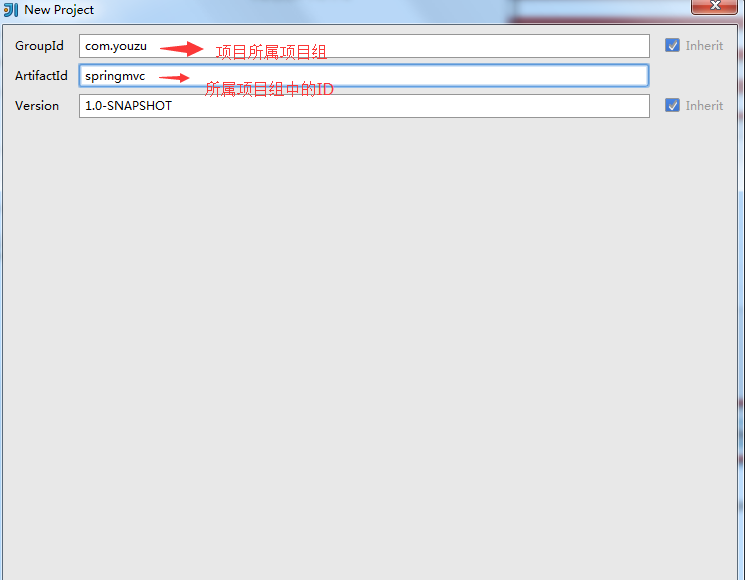 New Project
GroupId com.youzu 项目所属项目组 Inherit
ArtifactId springmvc 所属项目组中的ID
Version 1.0-SNAPSHOT Inherit